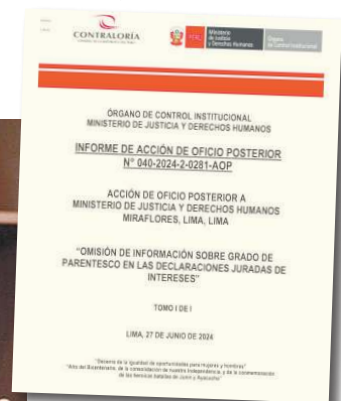 CONTRALORÍA
PERÚ
Ministerio
de Justicia
y Derechos Humanos
Órgano
de Control Institucional
ÓRGANO DE CONTROL INSTITUCIONAL
MINISTERIO DE JUSTICIA Y DERECHOS HUMANOS
INFORME DE ACCIÓN DE OFICIO POSTERIOR
N° 040-2024-2-0281-AOP
ACCIÓN DE OFICIO POSTERIOR A
MINISTERIO DE JUSTICIA Y DERECHOS HUMANOS
MIRAFLORES, LIMA, LIMA
“OMISIÓN DE INFORMACIÓN SOBRE GRADO DE
PARENTESCO EN LAS DECLARACIONES JURADAS DE
INTERESES”
TOMO I DE I
LIMA, 27 DE JUNIO DE 2024
“Decenio de la igualdad de oportunidades para mujeres y hombres”
“Año del Bicentenario, de la consolidación de nuestra Independencia, y de la conmemoración
de las heroicas batallas de Junín y Ayacucho”